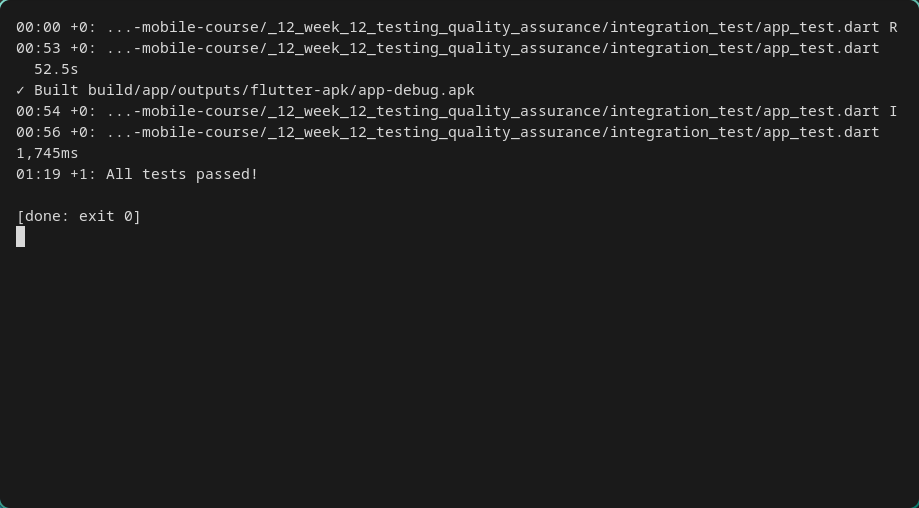 00:00 +0: ...-mobile-course/_12_week_12_testing_quality_assurance/integration_test/app_test.dart R
00:53 +0: ...-mobile-course/_12_week_12_testing_quality_assurance/integration_test/app_test.dart
52.5s
✓ Built build/app/outputs/flutter-apk/app-debug.apk
00:54 +0: ...-mobile-course/_12_week_12_testing_quality_assurance/integration_test/app_test.dart I
00:56 +0: ...-mobile-course/_12_week_12_testing_quality_assurance/integration_test/app_test.dart
1,745ms
01:19 +1: All tests passed!
[done: exit 0]